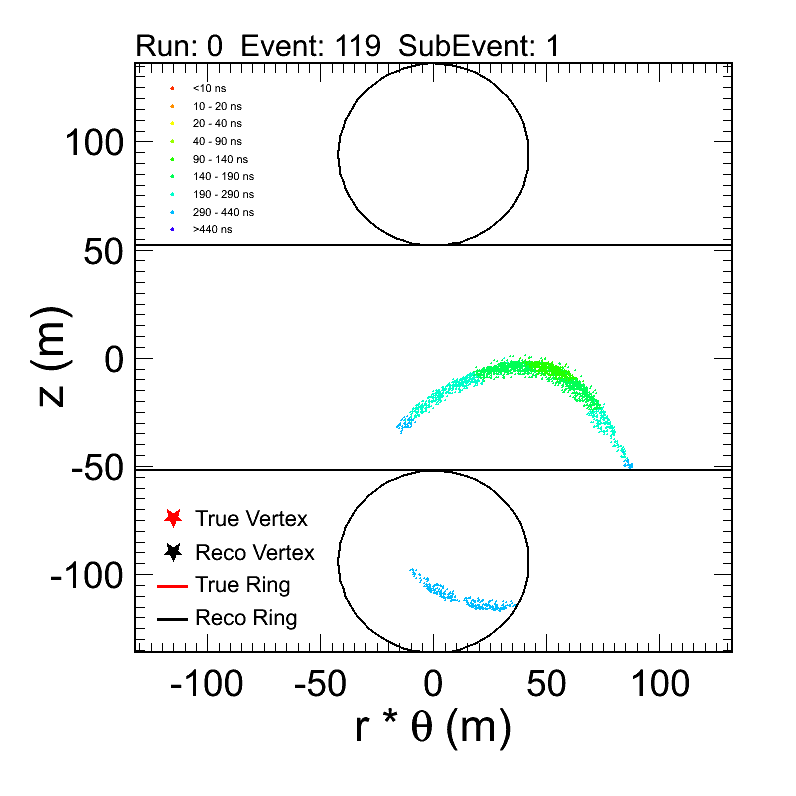 Run: 0 Event: 119 SubEvent: 1
<10 ns
10 - 20 ns
20 - 40 ns
40 - 90 ns
90 - 140 ns
140 - 190 ns
190 - 290 ns
290 - 440 ns
>440 ns
100
50
0
-50
-100
z (m)
True Vertex
Reco Vertex
True Ring
Reco Ring
-100 -50 0 50 100
r * θ (m)